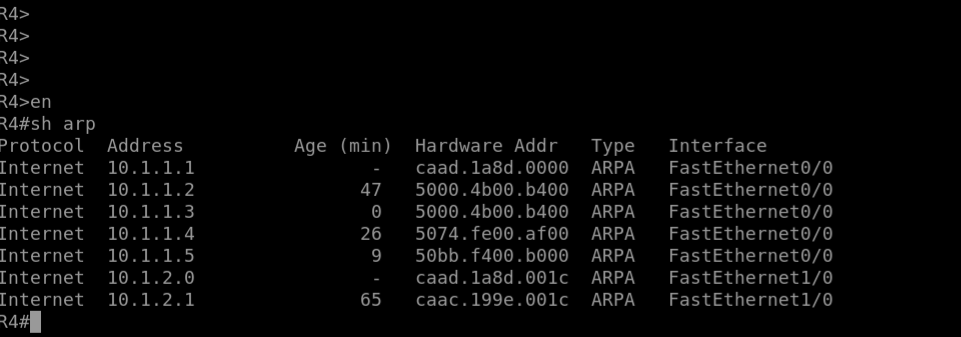 R4>
R4>
R4>
R4>
R4>en
R4#sh arp
Protocol  Address          Age (min)  Hardware Addr   Type   Interface
Internet  10.1.1.1                -   caad.1a8d.0000  ARPA   FastEthernet0/0
Internet  10.1.1.2               47   5000.4b00.b400  ARPA   FastEthernet0/0
Internet  10.1.1.3                0   5000.4b00.b400  ARPA   FastEthernet0/0
Internet  10.1.1.4               26   5074.fe00.af00  ARPA   FastEthernet0/0
Internet  10.1.1.5                9   50bb.f400.b000  ARPA   FastEthernet0/0
Internet  10.1.2.0                -   caad.1a8d.001c  ARPA   FastEthernet1/0
Internet  10.1.2.1               65   caac.199e.001c  ARPA   FastEthernet1/0
R4#